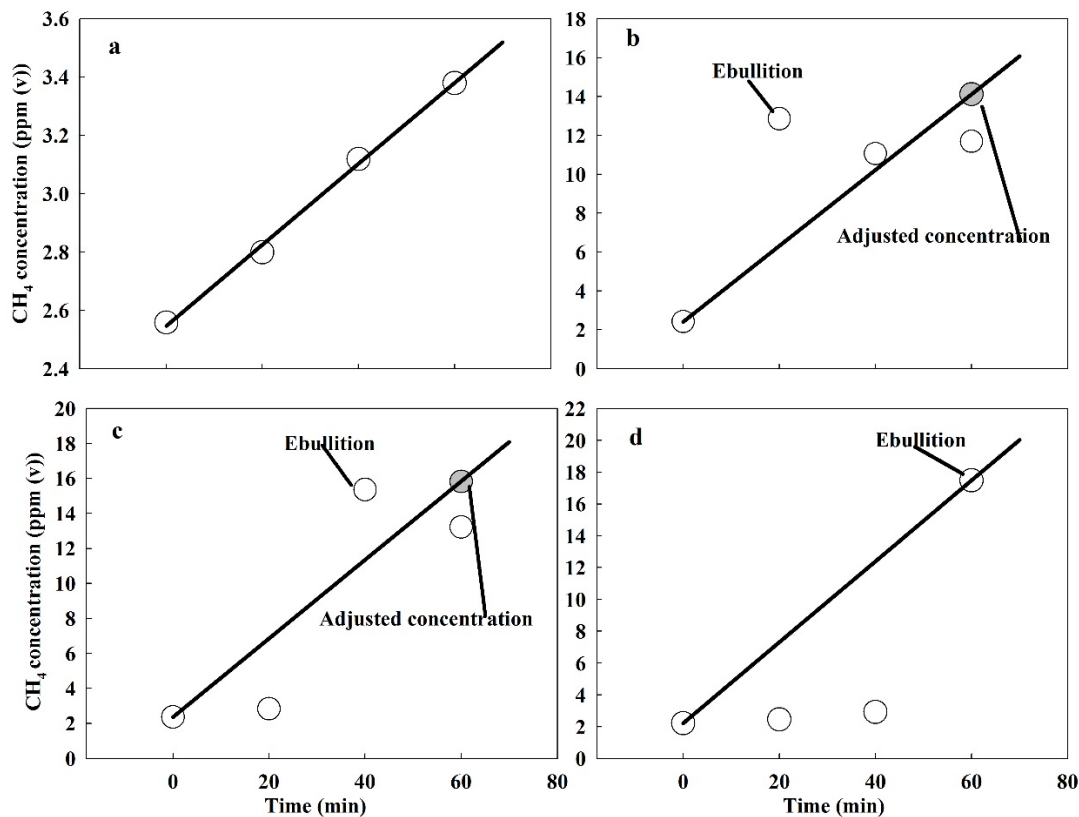 a
CH₄ concentration (ppm (v))
3.6
3.4
3.2
3.0
2.8
2.6
2.4
b
Ebullition
Adjusted concentration
18
16
14
12
10
8
6
4
2
0
c
Ebullition
Adjusted concentration
CH₄ concentration (ppm (v))
20
18
16
14
12
10
8
6
4
2
0
0 20 40 60
Time (min)
d
Ebullition
22
20
18
16
14
12
10
8
6
4
2
0
0 20 40 60 80
Time (min)